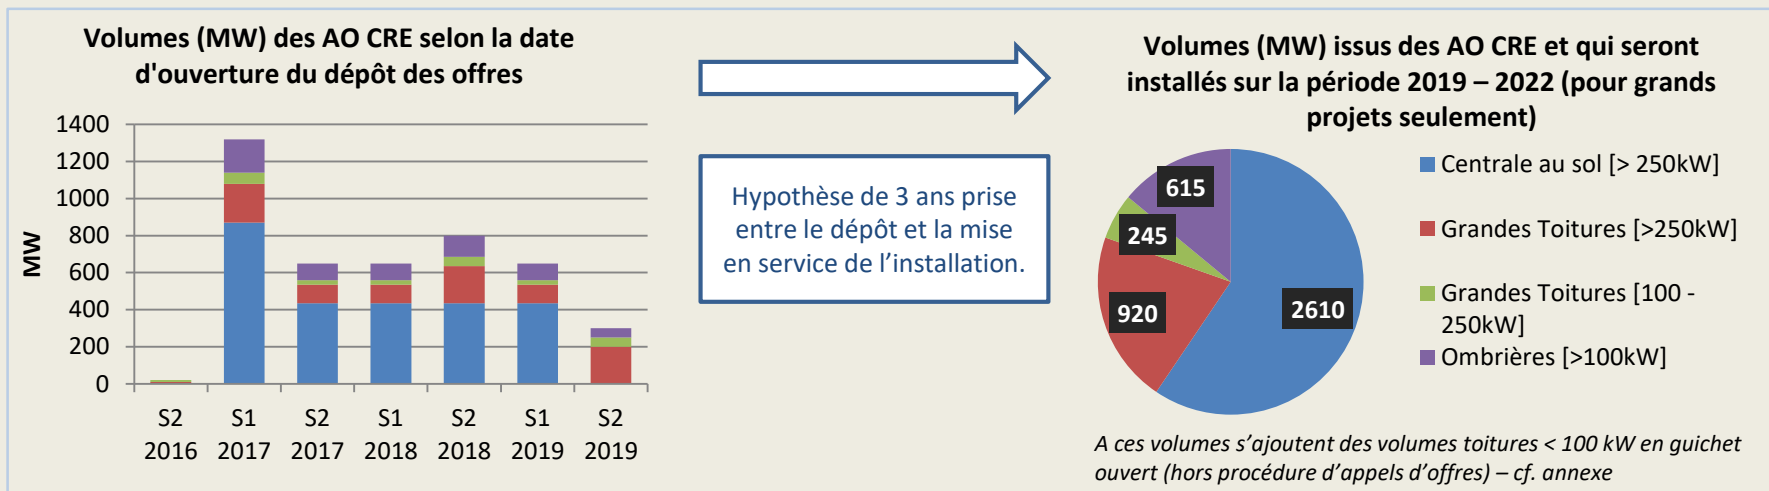 Volumes (MW) des AO CRE selon la date
d'ouverture du dépôt des offres
MW
1400
1200
1000
800
600
400
200
0
S2 S1 S2 S1 S2 S1 S2
2016 2017 2017 2018 2018 2019 2019
Hypothèse de 3 ans prise
entre le dépôt et la mise
en service de l'installation.
Volumes (MW) issus des AO CRE et qui seront
installés sur la période 2019 – 2022 (pour grands
projets seulement)
615
245
920
2610
Centrale au sol [> 250kW]
Grandes Toitures [>250kW]
Grandes Toitures [100 -
250kW]
Ombrières [>100kW]
A ces volumes s'ajoutent des volumes toitures < 100 kW en guichet
ouvert (hors procédure d'appels d'offres) – cf. annexe